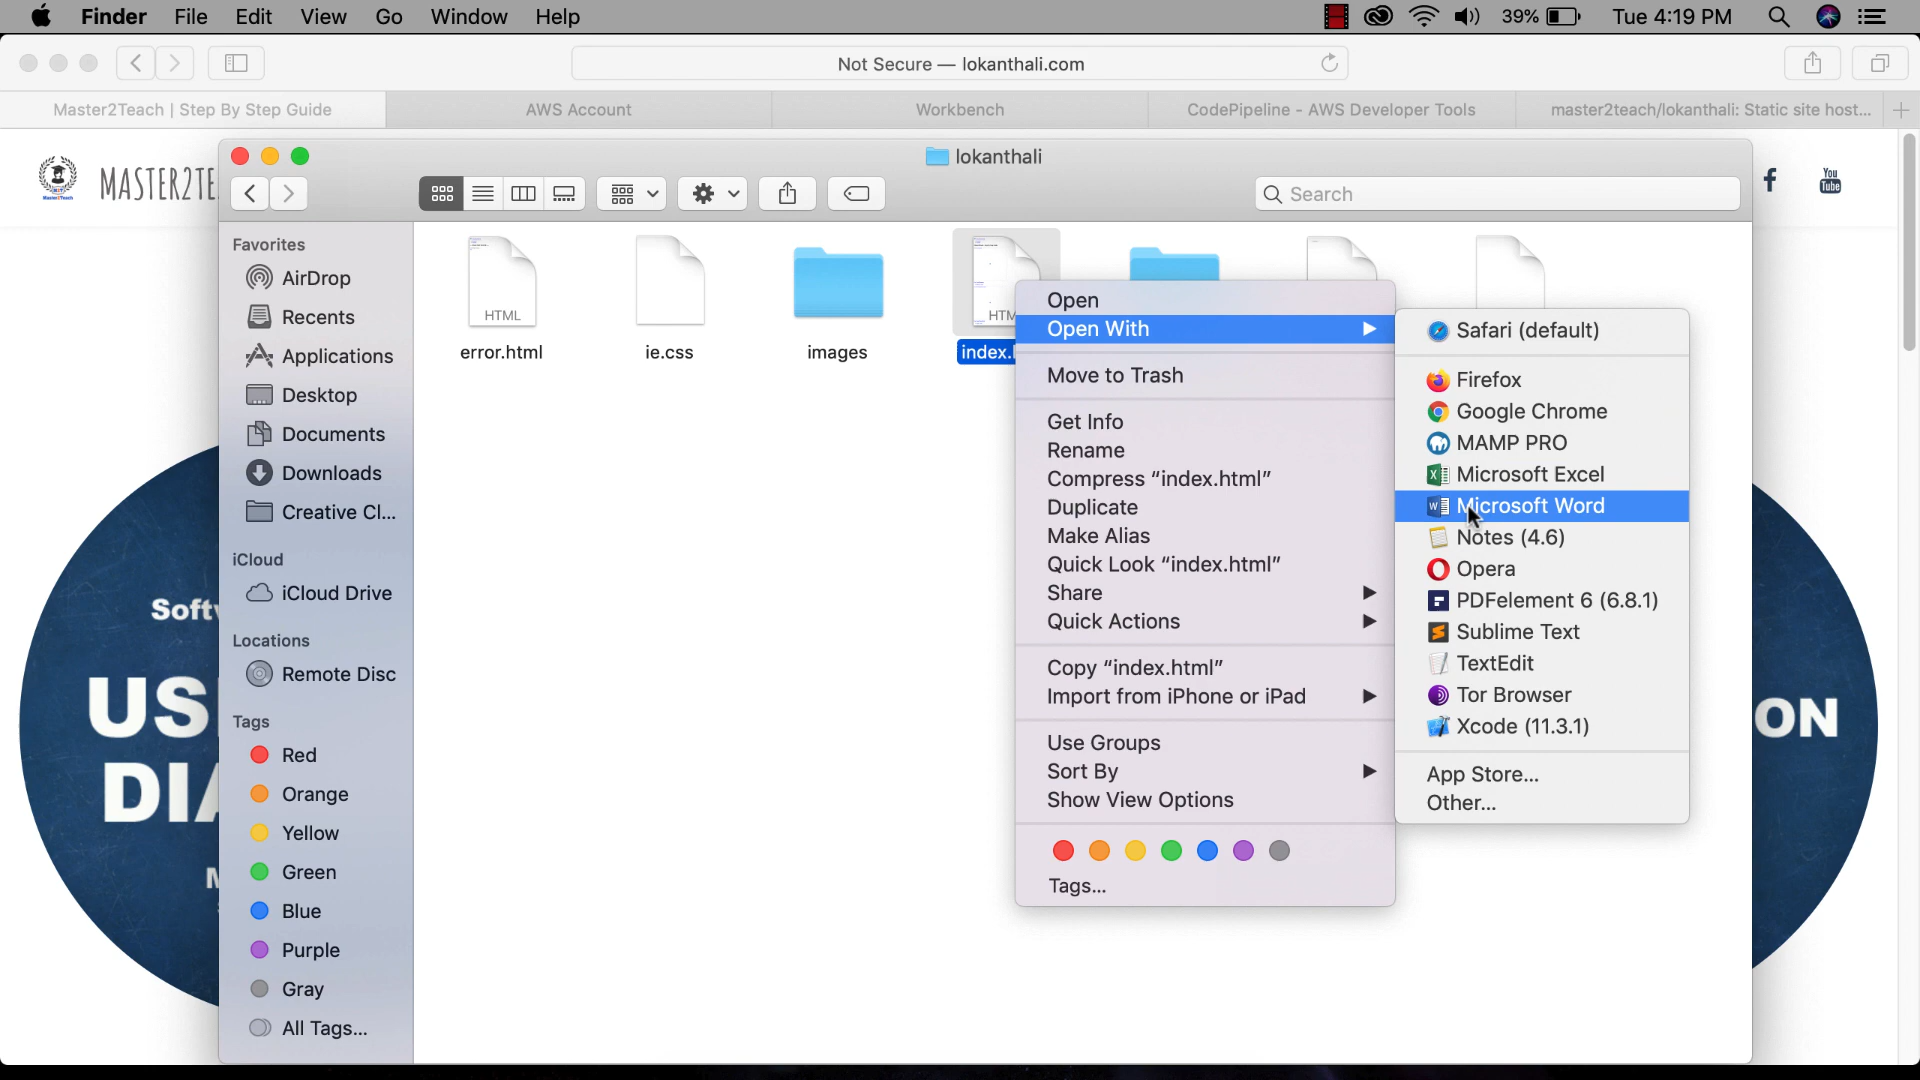 Finder File Edit View Go Window Help 39% Tue 4:19 PM
Not Secure — lokanthali.com
Master2Teach | Step By Step Guide
AWS Account
Workbench
CodePipeline - AWS Developer Tools
master2teach/lokanthali: Static site host...
MASTER2TE
lokanthali
Search
You
Tube
Favorites
AirDrop
Recents
Applications
Desktop
Documents
Downloads
Creative Cl...
iCloud
iCloud Drive
Locations
Remote Disc
Tags
Red
Orange
Yellow
Green
Blue
Purple
Gray
All Tags...
HTML
error.html
ie.css
images
HTM
index.
Open
Open With
Move to Trash
Get Info
Rename
Compress “index.html”
Duplicate
Make Alias
Quick Look “index.html”
Share
Quick Actions
Copy “index.html”
Import from iPhone or iPad
Use Groups
Sort By
Show View Options
Tags...
Safari (default)
Firefox
Google Chrome
MAMP PRO
Microsoft Excel
Microsoft Word
Notes (4.6)
Opera
PDFelement 6 (6.8.1)
Sublime Text
TextEdit
Tor Browser
Xcode (11.3.1)
App Store...
Other...
Soft
US
DIA
M
ON